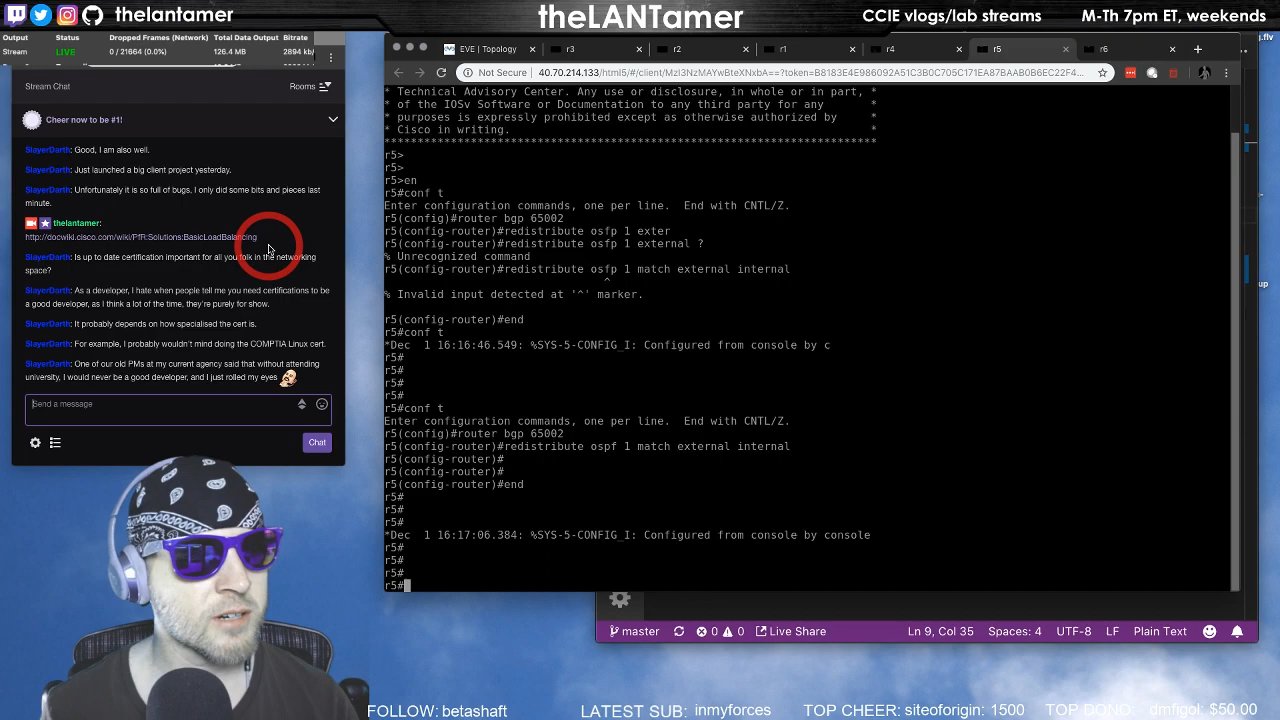 thelantamer
theLANTamer
CCIE vlogs/lab streams
M-Th 7pm ET, weekends
Output Status Dropped Frames (Network) Total Data Output Bitrate
Stream LIVE 0 / 21664 (0.0%) 126.4 MB 2894 kb/
Stream Chat
Rooms
Cheer now to be #1!
SlayerDarth: Good, I am also well.
SlayerDarth: Just launched a big client project yesterday.
SlayerDarth: Unfortunately it is so full of bugs, I only did some bits and pieces last
minute.
thelantamer:
http://docwiki.cisco.com/wiki/PfR:Solutions:BasicLoadBalancing
SlayerDarth: Is up to date certification important for all you folk in the networking
space?
SlayerDarth: As a developer, I hate when people tell me you need certifications to be
a good developer, as I think a lot of the time, they're purely for show.
SlayerDarth: It probably depends on how specialised the cert is.
SlayerDarth: For example, I probably wouldn't mind doing the COMPTIA Linux cert.
SlayerDarth: One of our old PMs at my current agency said that without attending
university, I would never be a good developer, and I just rolled my eyes
Send a message
Chat
EVE | Topology
r3
r2
r1
r4
r5
r6
Not Secure
40.70.214.133/html5/#/client/MzI3NzMAYwBteXNxbA==?token=B8183E4E986092A51C3B0C705C171EA87BAAB0B6EC22F4...
* Technical Advisory Center. Any use or disclosure, in whole or in part, *
* of the IOSv Software or Documentation to any third party for any *
* purposes is expressly prohibited except as otherwise authorized by *
* Cisco in writing. *
**************************************************************************
r5>
r5>
r5>en
r5#conf t
Enter configuration commands, one per line. End with CNTL/Z.
r5(config)#router bgp 65002
r5(config-router)#redistribute osfp 1 exter
r5(config-router)#redistribute osfp 1 external ?
% Unrecognized command
r5(config-router)#redistribute osfp 1 match external internal
^
% Invalid input detected at '^' marker.
r5(config-router)#end
r5#conf t
*Dec 1 16:16:46.549: %SYS-5-CONFIG_I: Configured from console by c
r5#
r5#
r5#
r5#
r5#conf t
Enter configuration commands, one per line. End with CNTL/Z.
r5(config)#router bgp 65002
r5(config-router)#redistribute ospf 1 match external internal
r5(config-router)#
r5(config-router)#
r5(config-router)#end
r5#
r5#
r5#
*Dec 1 16:17:06.384: %SYS-5-CONFIG_I: Configured from console by console
r5#
r5#
r5#
r5#
.flv
up
master
0
0
Live Share
Ln 9, Col 35
Spaces: 4
UTF-8
LF
Plain Text
FOLLOW: betashaft
LATEST SUB: inmyforces
TOP CHEER: siteoforigin: 1500
TOP DONO: dmfigol: $50.00